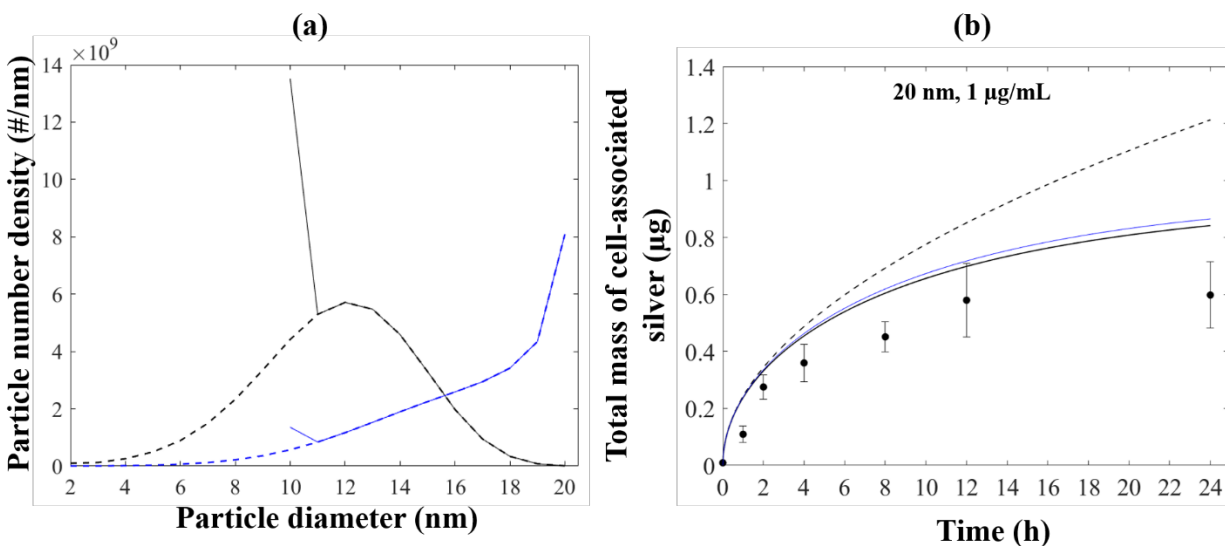 (a)
×10⁹
14
12
10
8
6
4
2
0
2 4 6 8 10 12 14 16 18 20
Particle number density (#/nm)
Particle diameter (nm)
(b)
20 nm, 1 µg/mL
1.4
1.2
1
0.8
0.6
0.4
0.2
0
0 2 4 6 8 10 12 14 16 18 20 22 24
Total mass of cell-associated
silver (µg)
Time (h)